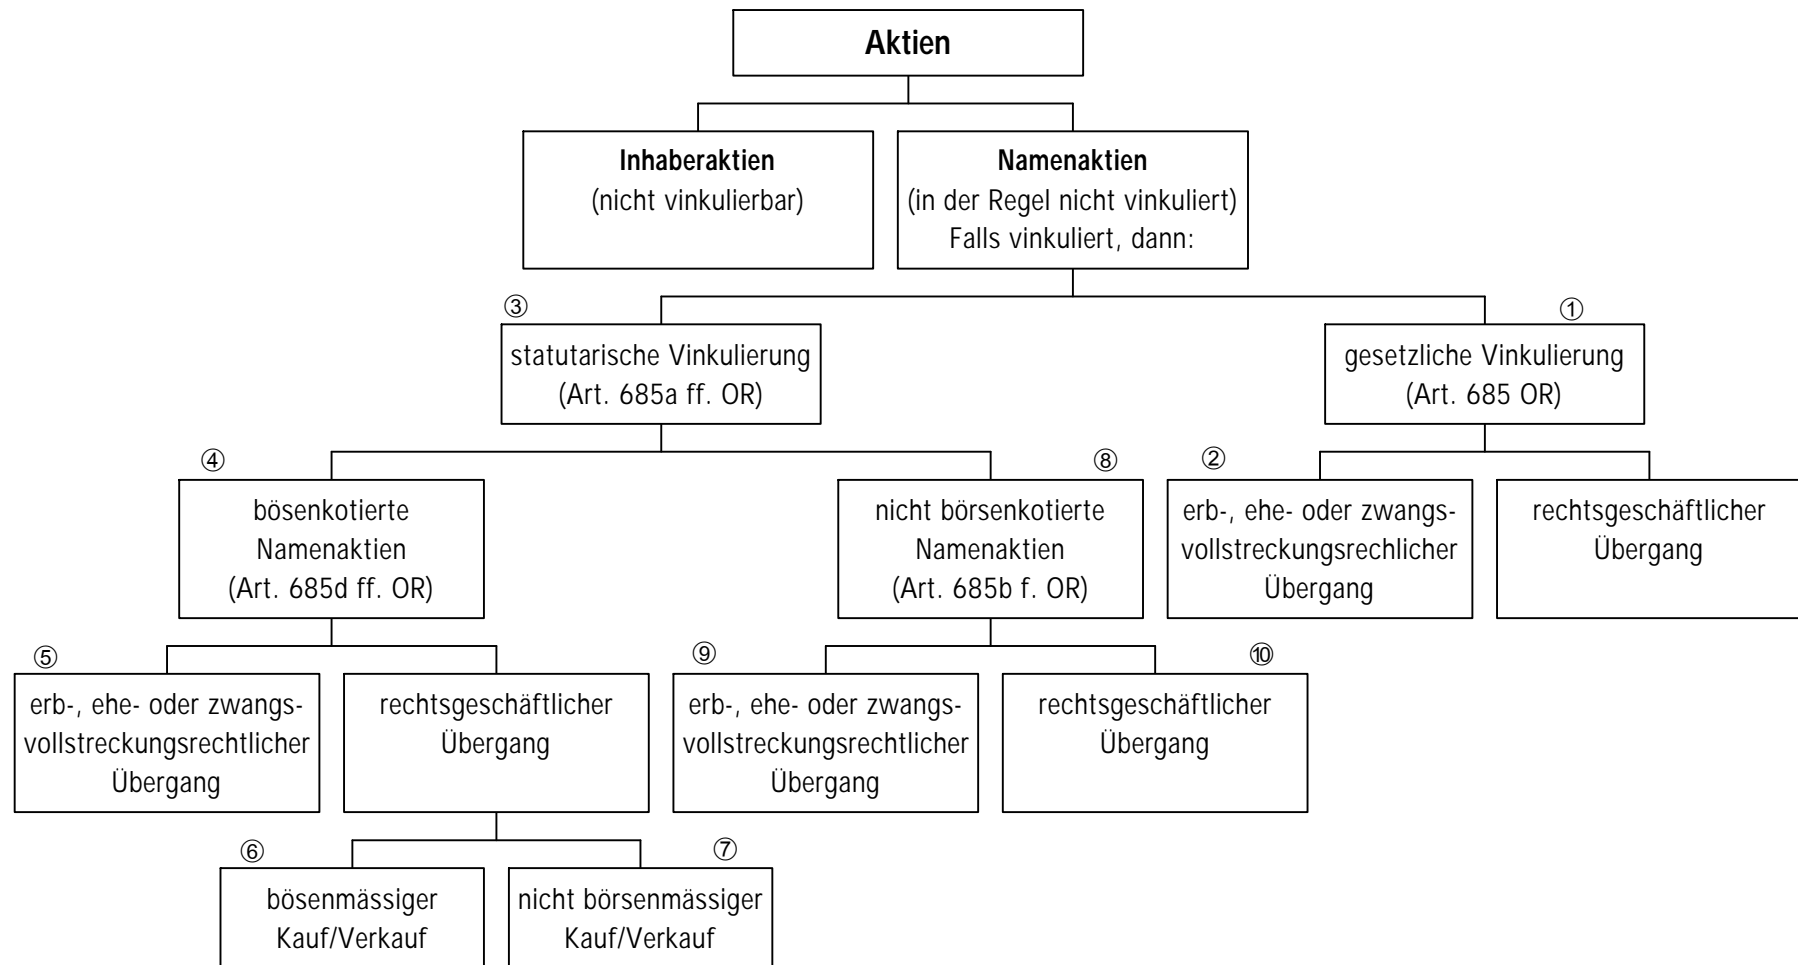 Aktien
Inhaberaktien
(nicht vinkulierbar)
Namenaktien
(in der Regel nicht vinkuliert)
Falls vinkuliert, dann:
③
statutarische Vinkulierung
(Art. 685a ff. OR)
①
gesetzliche Vinkulierung
(Art. 685 OR)
④
bösenkotierte
Namenaktien
(Art. 685d ff. OR)
⑧
nicht börsenkotierte
Namenaktien
(Art. 685b f. OR)
②
erb-, ehe- oder zwangs-
vollstreckungsrechlicher
Übergang
rechtsgeschäftlicher
Übergang
⑤
erb-, ehe- oder zwangs-
vollstreckungsrechtlicher
Übergang
rechtsgeschäftlicher
Übergang
⑨
erb-, ehe- oder zwangs-
vollstreckungsrechtlicher
Übergang
⑩
rechtsgeschäftlicher
Übergang
⑥
bösenmässiger
Kauf/Verkauf
⑦
nicht börsenmässiger
Kauf/Verkauf